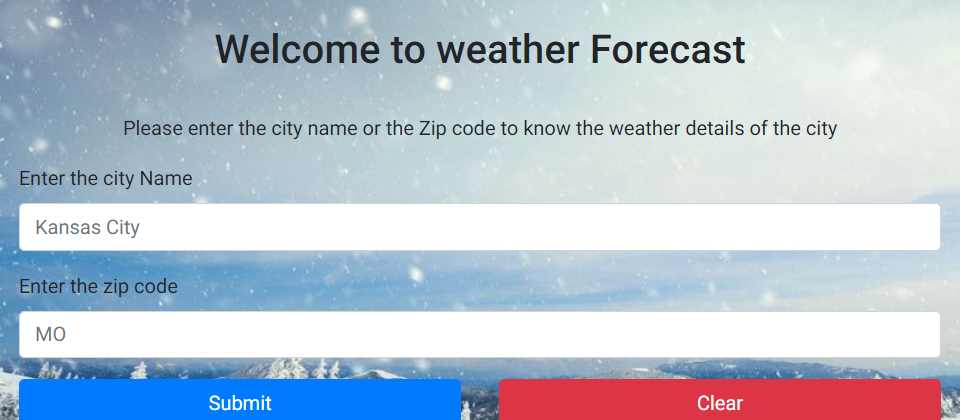 Welcome to weather Forecast
Please enter the city name or the Zip code to know the weather details of the city
Enter the city Name
Kansas City
Enter the zip code
MO
Submit
Clear